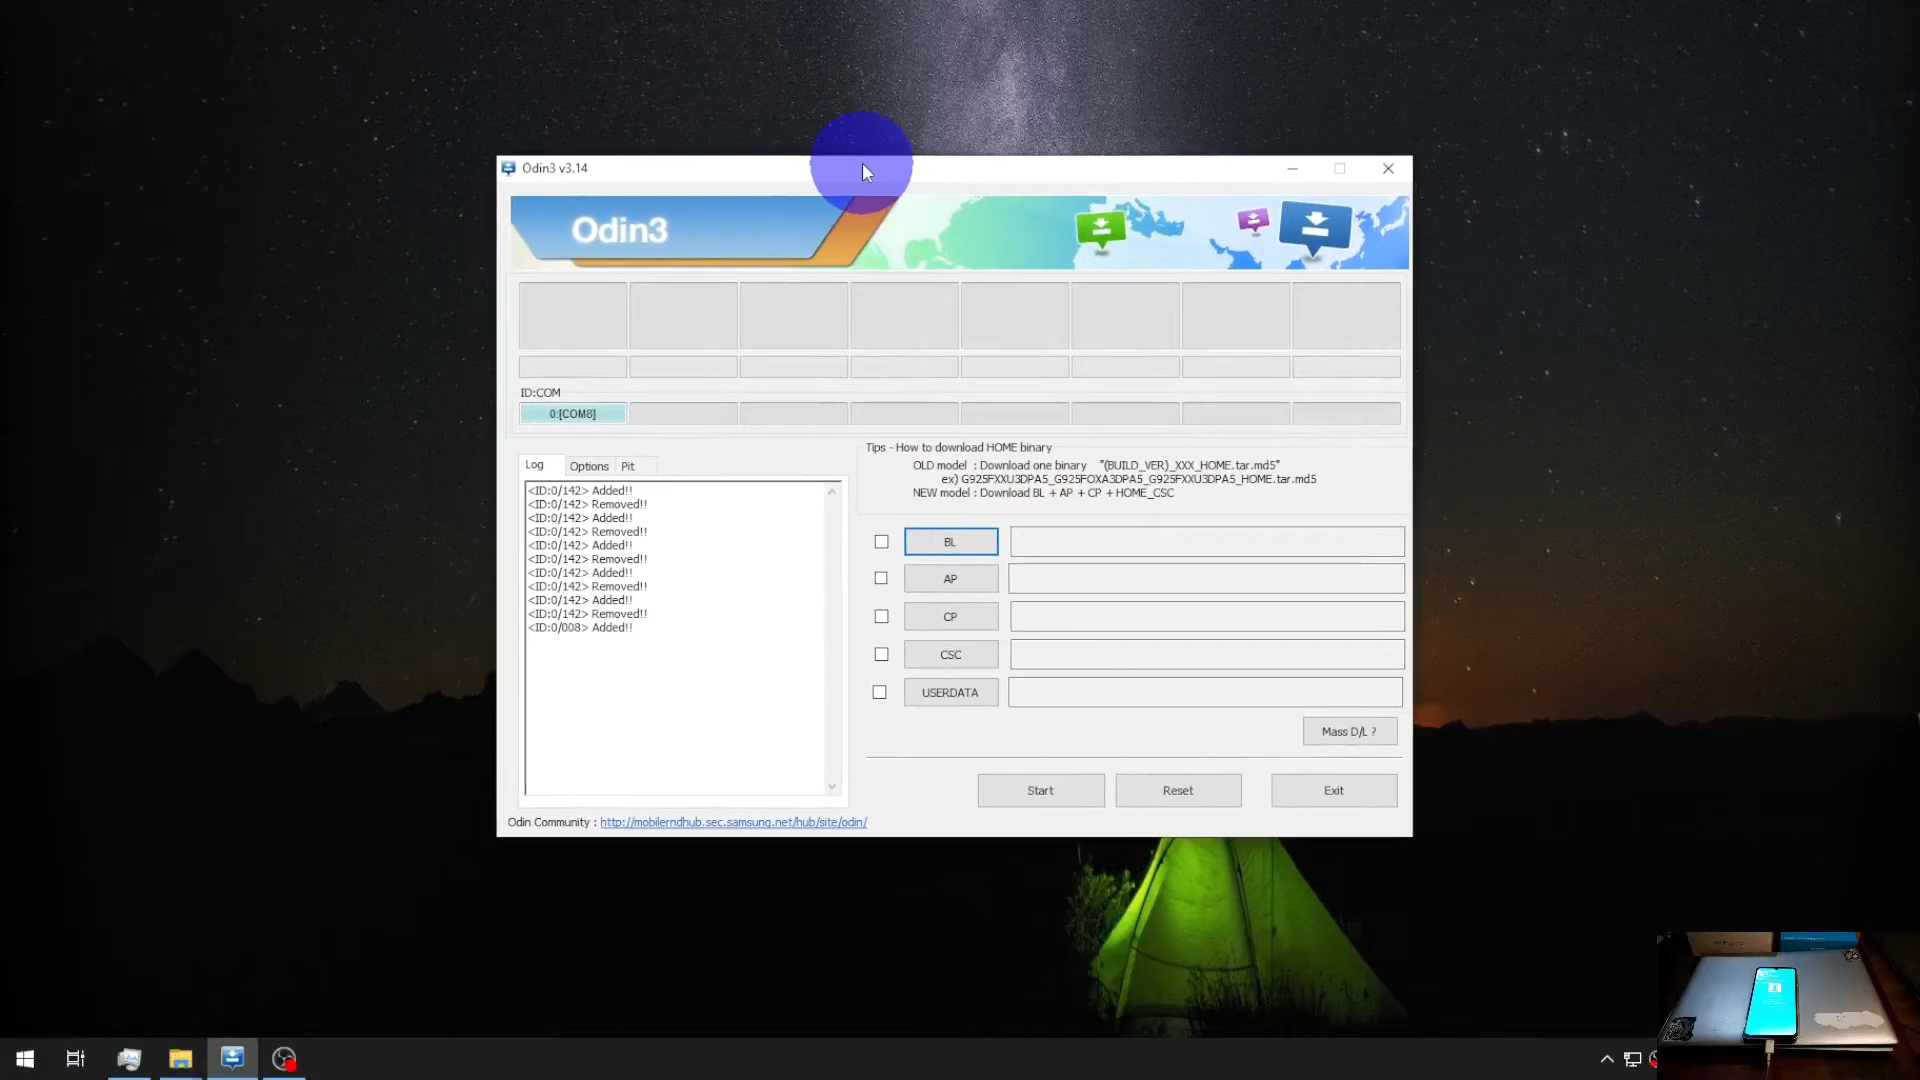 Odin3 v3.14
Odin3
ID:COM
0:[COM8]
Log
Options
Pit
<ID:0/142> Added!!
<ID:0/142> Removed!!
<ID:0/142> Added!!
<ID:0/142> Removed!!
<ID:0/142> Added!!
<ID:0/142> Removed!!
<ID:0/142> Added!!
<ID:0/142> Removed!!
<ID:0/142> Added!!
<ID:0/142> Removed!!
<ID:0/008> Added!!
Tips - How to download HOME binary
OLD model : Download one binary "(BUILD_VER)_XXX_HOME.tar.md5"
ex) G925FXXU3DPA5_G925FOXA3DPA5_G925FXXU3DPA5_HOME.tar.md5
NEW model : Download BL + AP + CP + HOME_CSC
BL
AP
CP
CSC
USERDATA
Mass D/L ?
Start
Reset
Exit
Odin Community : http://mobilerndhub.sec.samsung.net/hub/site/odin/